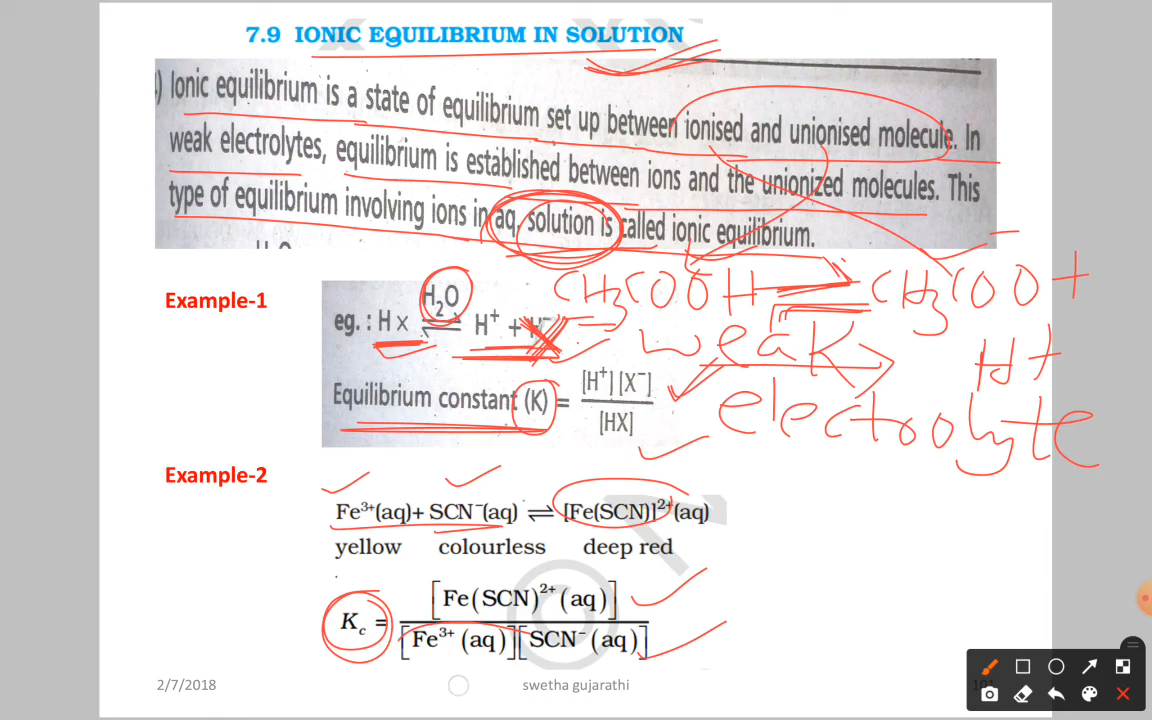 7.9 IONIC EQUILIBRIUM IN SOLUTION
) Ionic equilibrium is a state of equilibrium set up between ionised and unionised molecule. In
weak electrolytes, equilibrium is established between ions and the unionized molecules. This
type of equilibrium involving ions in aq. solution is called ionic equilibrium.
Example-1
eg. : Hx ⇌ H⁺ +
H₂O
CH3COOH ⇌ CH3COO + H+
weak
electrolyte
Equilibrium constant (K) = [H⁺] [X⁻] / [HX]
Example-2
Fe³⁺(aq)+ SCN⁻(aq) ⇌ [Fe(SCN)]²⁺(aq)
yellow colourless deep red
K_c = [Fe(SCN)²⁺(aq)] / [Fe³⁺(aq)][SCN⁻(aq)]
2/7/2018 swetha gujarathi